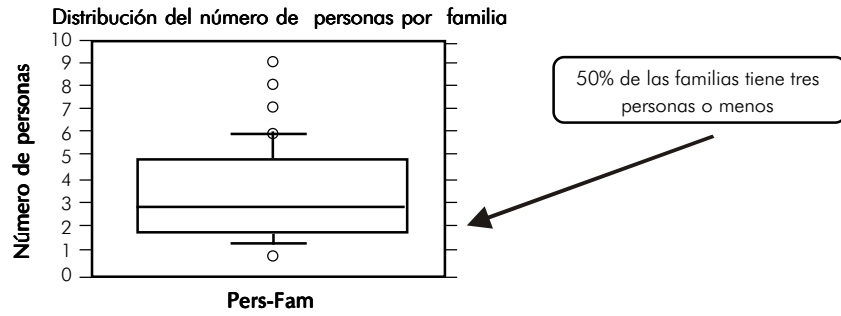 Distribución del número de personas por familia
10
9
8
7
6
5
4
3
2
1
0
Número de personas
Pers-Fam
50% de las familias tiene tres
personas o menos